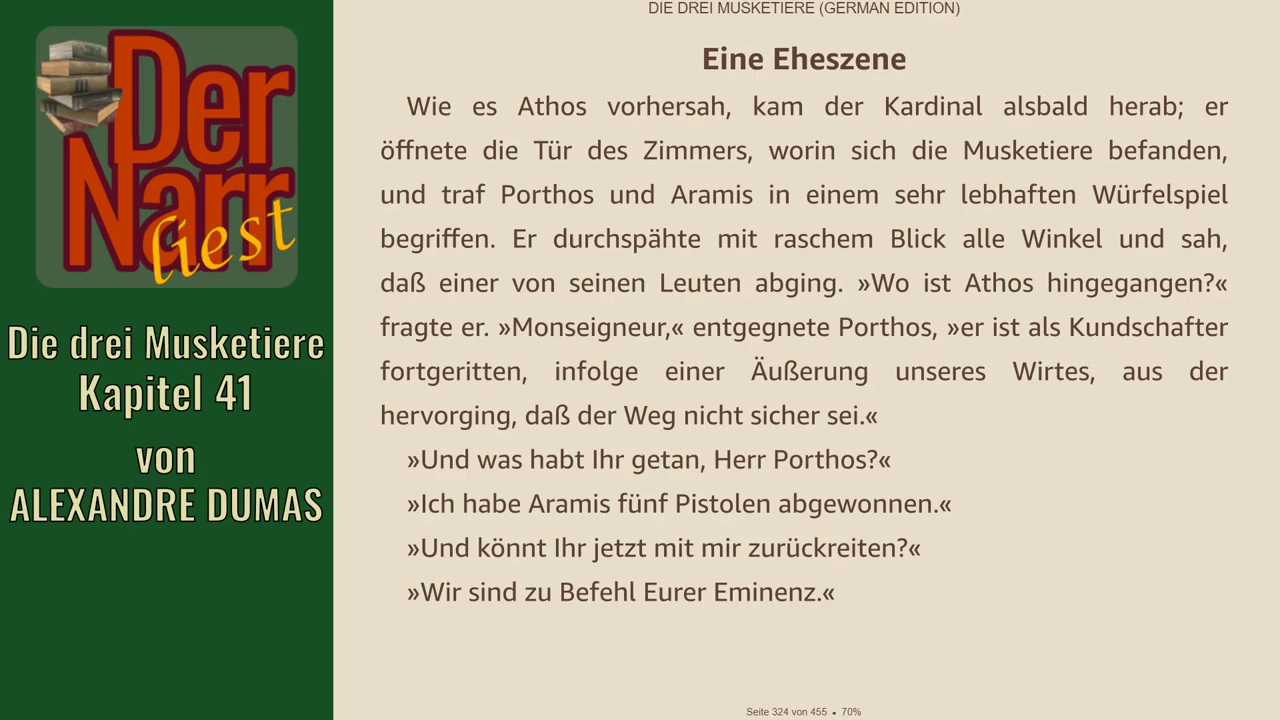 Der
Narr
liest
Die drei Musketiere
Kapitel 41
von
ALEXANDRE DUMAS
DIE DREI MUSKETIERE (GERMAN EDITION)
Eine Eheszene
Wie es Athos vorhersah, kam der Kardinal alsbald herab; er
öffnete die Tür des Zimmers, worin sich die Musketiere befanden,
und traf Porthos und Aramis in einem sehr lebhaften Würfelspiel
begriffen. Er durchspähte mit raschem Blick alle Winkel und sah,
daß einer von seinen Leuten abging. »Wo ist Athos hingegangen?«
fragte er. »Monseigneur,« entgegnete Porthos, »er ist als Kundschafter
fortgeritten, infolge einer Äußerung unseres Wirtes, aus der
hervorging, daß der Weg nicht sicher sei.«
»Und was habt Ihr getan, Herr Porthos?«
»Ich habe Aramis fünf Pistolen abgewonnen.«
»Und könnt Ihr jetzt mit mir zurückreiten?«
»Wir sind zu Befehl Eurer Eminenz.«
Seite 324 von 455 • 70%